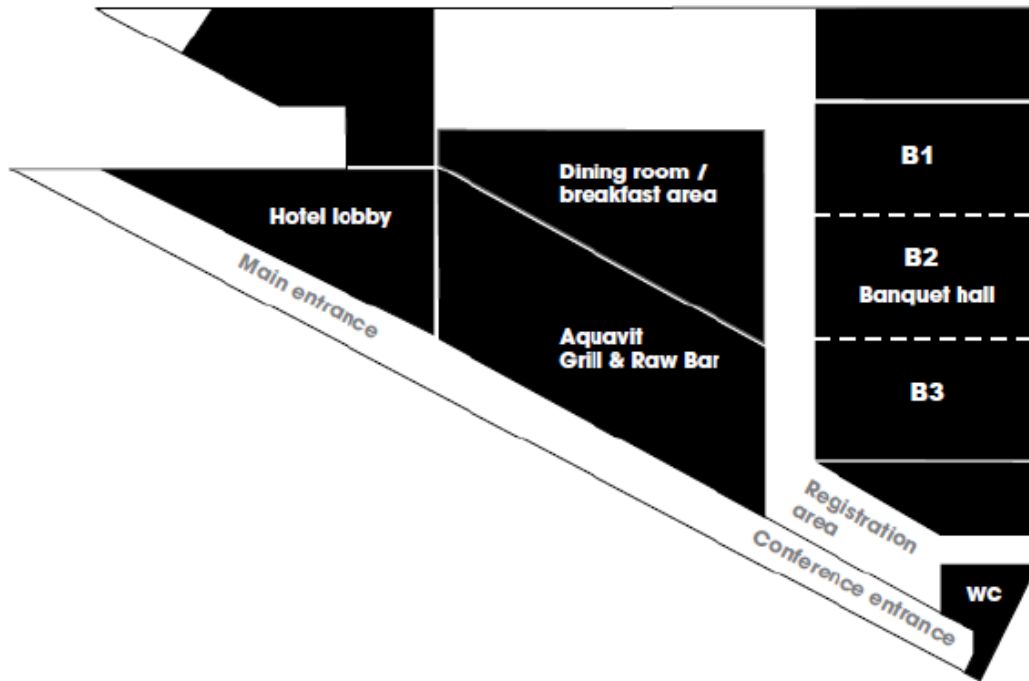 B1
Dining room /
breakfast area
Hotel lobby
B2
Banquet hall
Main entrance
Aquavit
Grill & Raw Bar
B3
Registration
area
Conference entrance
WC